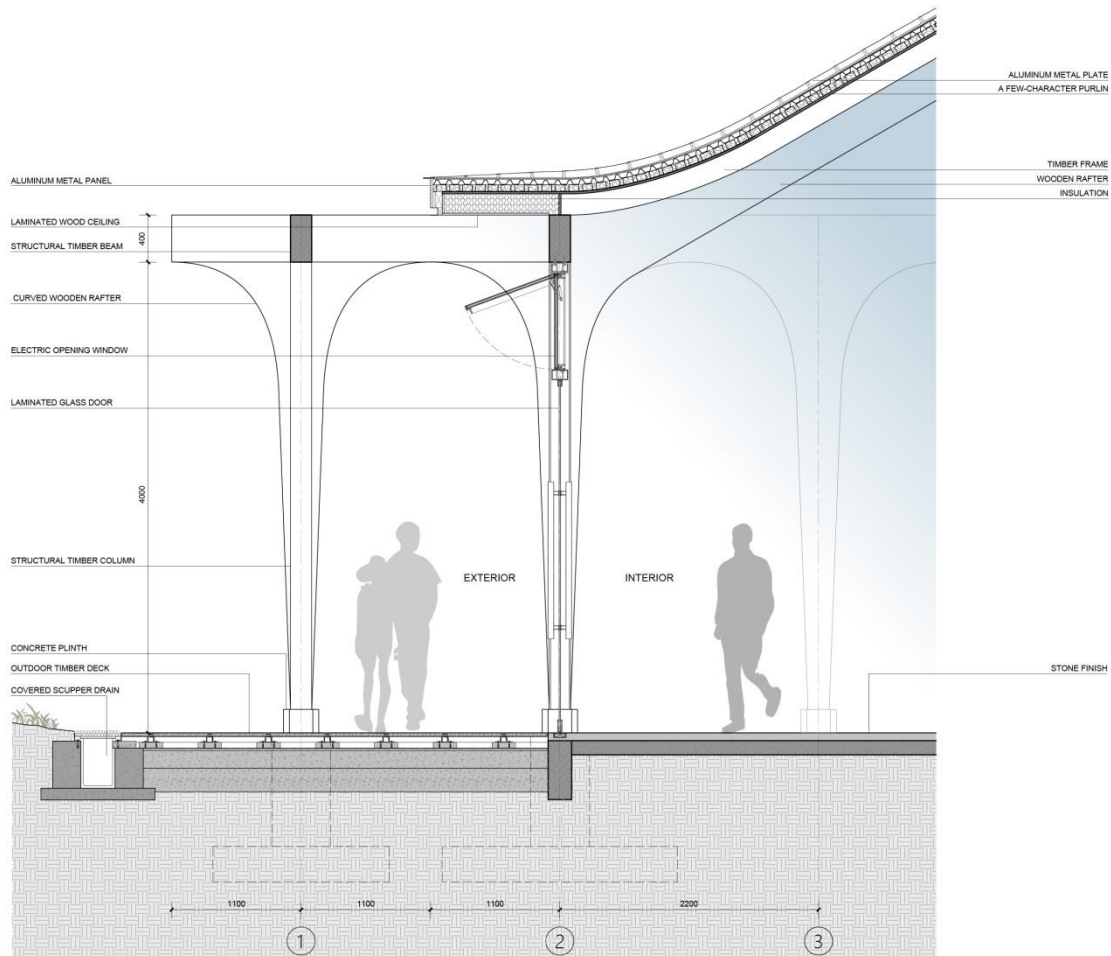 ALUMINUM METAL PLATE
A FEW-CHARACTER PURLIN
TIMBER FRAME
WOODEN RAFTER
INSULATION
ALUMINUM METAL PANEL
LAMINATED WOOD CEILING
400
STRUCTURAL TIMBER BEAM
CURVED WOODEN RAFTER
ELECTRIC OPENING WINDOW
LAMINATED GLASS DOOR
4000
STRUCTURAL TIMBER COLUMN
EXTERIOR
INTERIOR
CONCRETE PLINTH
OUTDOOR TIMBER DECK
STONE FINISH
COVERED SCUPPER DRAIN
1100
1100
1100
2200
1
2
3